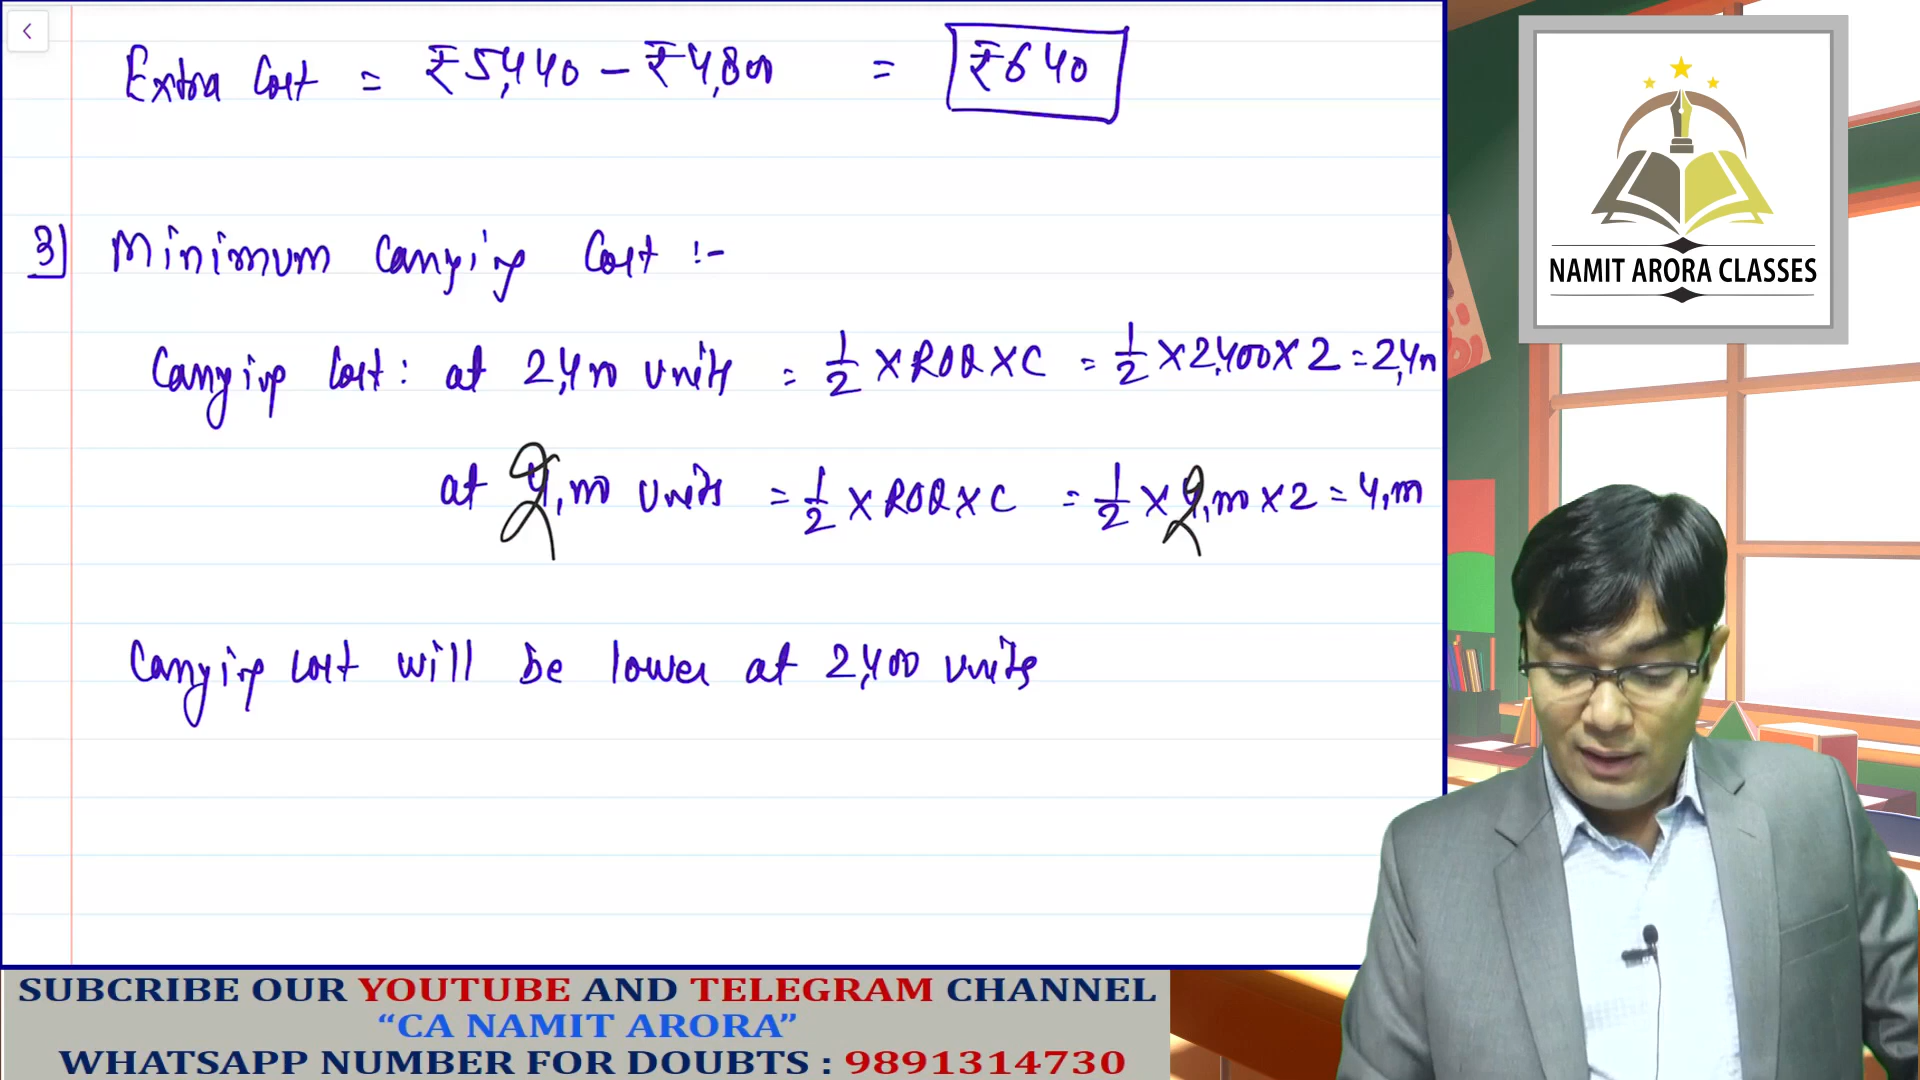 Extra Cost = ₹5,440 - ₹4,800 = ₹640
3] Minimum Carrying Cost :-
Carrying Cost: at 2,400 units = 1/2 × ROQ × C = 1/2 × 2,400 × 2 = 2,400
at ,000 units = 1/2 × ROQ × C = 1/2 × ,000 × 2 = 4,000
Carrying cost will be lower at 2,400 units
NAMIT ARORA CLASSES
SUBCRIBE OUR YOUTUBE AND TELEGRAM CHANNEL
“CA NAMIT ARORA”
WHATSAPP NUMBER FOR DOUBTS : 9891314730